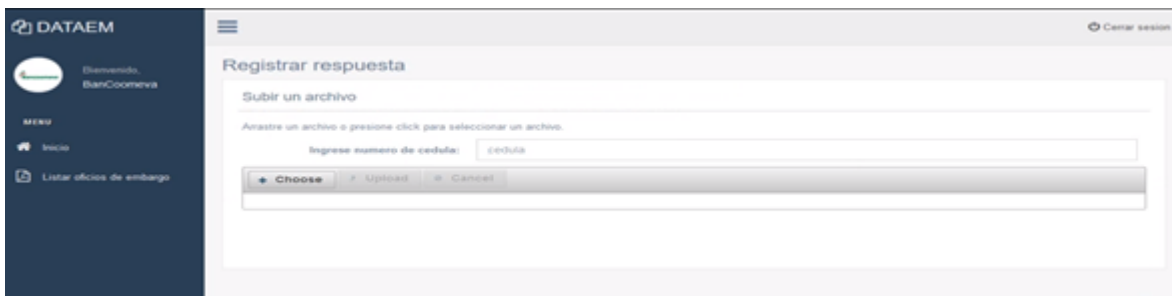 DATAEM
Cerrar sesion
Bienvenido,
BanCoomeva
MENU
Inicio
Listar oficios de embargo
Registrar respuesta
Subir un archivo
Arrastre un archivo o presione click para seleccionar un archivo.
Ingrese numero de cedula: cedula
+ Choose Upload Cancel